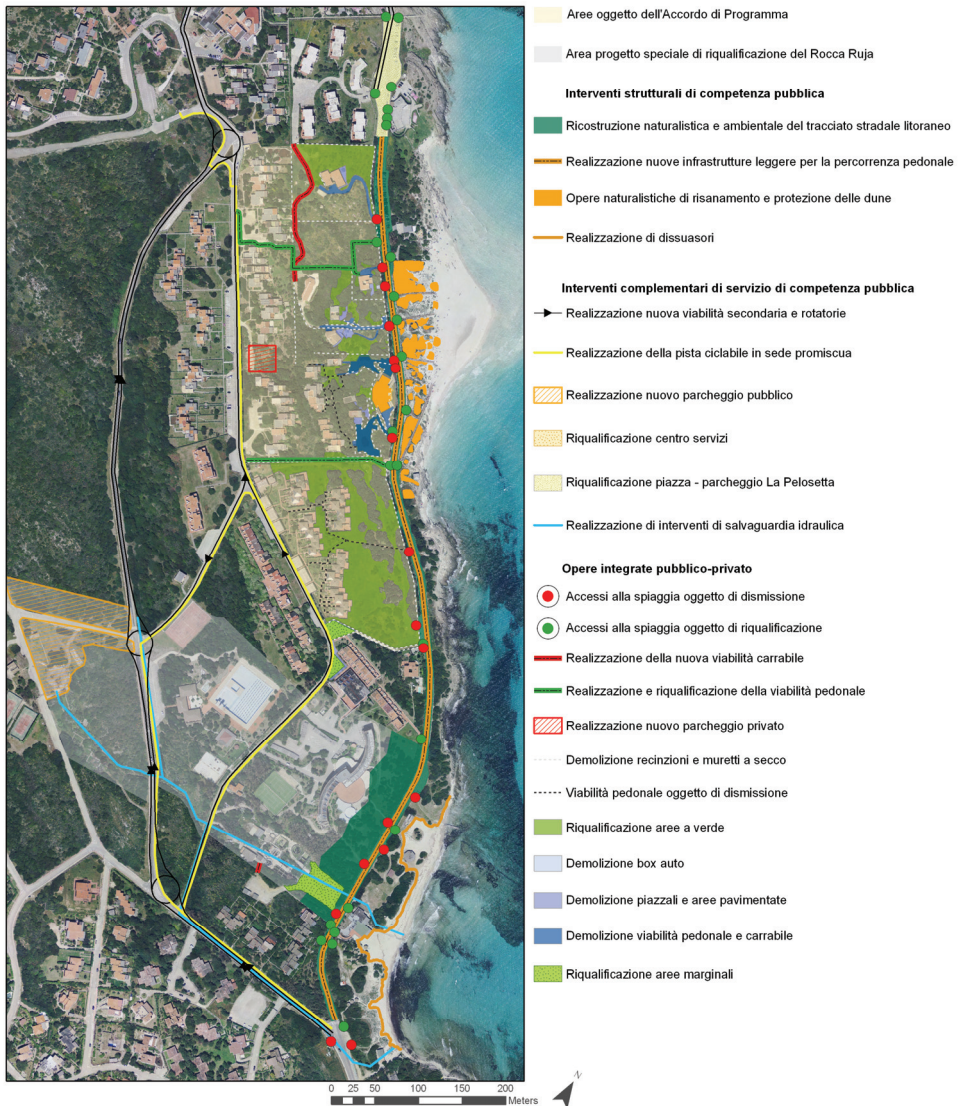 Aree oggetto dell'Accordo di Programma
Area progetto speciale di riqualificazione del Rocca Ruja
Interventi strutturali di competenza pubblica
Ricostruzione naturalistica e ambientale del tracciato stradale litoraneo
Realizzazione nuove infrastrutture leggere per la percorrenza pedonale
Opere naturalistiche di risanamento e protezione delle dune
Realizzazione di dissuasori
Interventi complementari di servizio di competenza pubblica
Realizzazione nuova viabilità secondaria e rotatorie
Realizzazione della pista ciclabile in sede promiscua
Realizzazione nuovo parcheggio pubblico
Riqualificazione centro servizi
Riqualificazione piazza - parcheggio La Pelosetta
Realizzazione di interventi di salvaguardia idraulica
Opere integrate pubblico-privato
Accessi alla spiaggia oggetto di dismissione
Accessi alla spiaggia oggetto di riqualificazione
Realizzazione della nuova viabilità carrabile
Realizzazione e riqualificazione della viabilità pedonale
Realizzazione nuovo parcheggio privato
Demolizione recinzioni e muretti a secco
Viabilità pedonale oggetto di dismissione
Riqualificazione aree a verde
Demolizione box auto
Demolizione piazzali e aree pavimentate
Demolizione viabilità pedonale e carrabile
Riqualificazione aree marginali
0 25 50 100 150 200
Meters
N